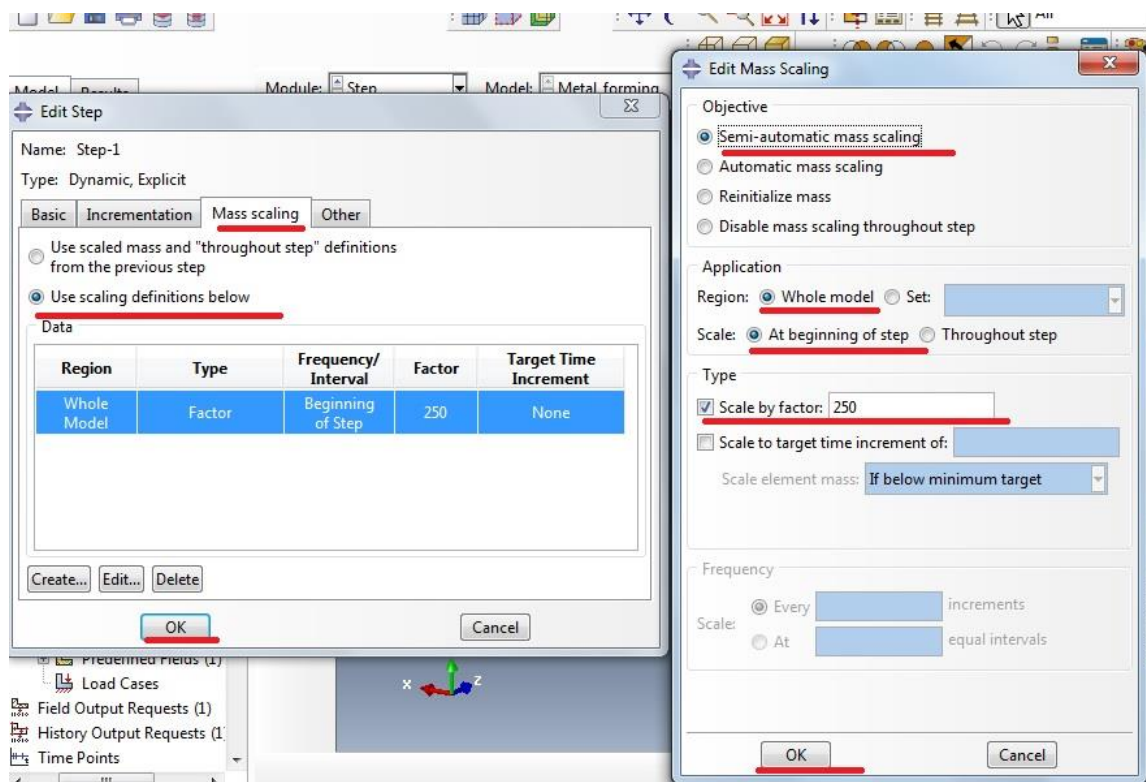 All
Model Results
Module: Step
Model: Metal forming
Edit Step
Name: Step-1
Type: Dynamic, Explicit
Basic Incrementation Mass scaling Other
Use scaled mass and "throughout step" definitions
from the previous step
Use scaling definitions below
Data
Region Type Frequency/ Interval Factor Target Time Increment
Whole Model Factor Beginning of Step 250 None
Create... Edit... Delete
OK Cancel
Predefined Fields (1)
Load Cases
Field Output Requests (1)
History Output Requests (1
Time Points
x z
Edit Mass Scaling
Objective
Semi-automatic mass scaling
Automatic mass scaling
Reinitialize mass
Disable mass scaling throughout step
Application
Region: Whole model Set:
Scale: At beginning of step Throughout step
Type
Scale by factor: 250
Scale to target time increment of:
Scale element mass: If below minimum target
Frequency
Scale:
Every increments
At equal intervals
OK Cancel